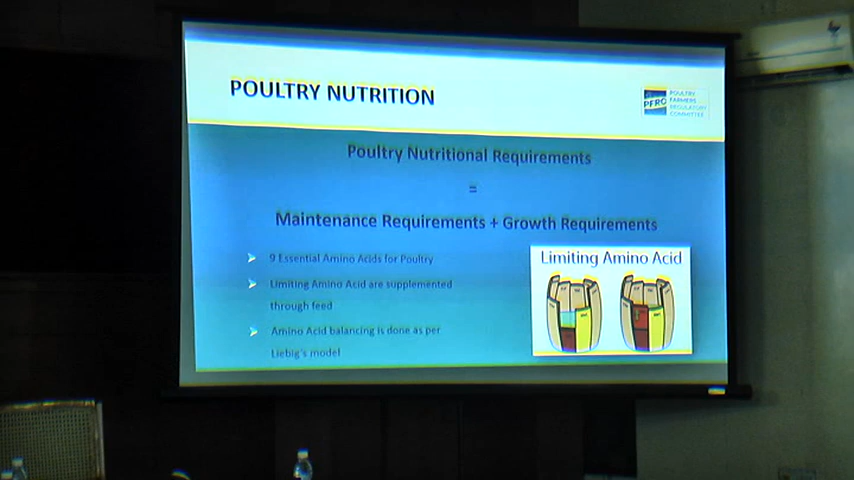 POULTRY NUTRITION
PFRC
POULTRY
FARMERS
REGULATORY
COMMITTEE
Poultry Nutritional Requirements
=
Maintenance Requirements + Growth Requirements
9 Essential Amino Acids for Poultry
Limiting Amino Acid are supplemented
through feed
Amino Acid balancing is done as per
Liebig's model
Limiting Amino Acid